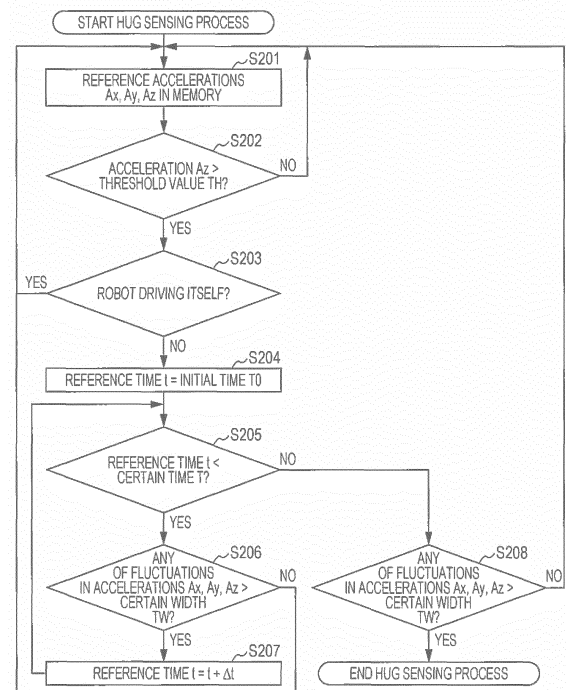 START HUG SENSING PROCESS
S201
REFERENCE ACCELERATIONS
Ax, Ay, Az IN MEMORY
S202
ACCELERATION Az >
THRESHOLD VALUE TH?
NO
YES
S203
YES
ROBOT DRIVING ITSELF?
NO
S204
REFERENCE TIME t = INITIAL TIME T0
S205
REFERENCE TIME t <
CERTAIN TIME T?
NO
YES
S206
ANY
OF FLUCTUATIONS
IN ACCELERATIONS Ax, Ay, Az >
CERTAIN WIDTH
TW?
NO
YES
S208
ANY
OF FLUCTUATIONS
IN ACCELERATIONS Ax, Ay, Az >
CERTAIN WIDTH
TW?
NO
YES
S207
REFERENCE TIME t = t + Δt
END HUG SENSING PROCESS